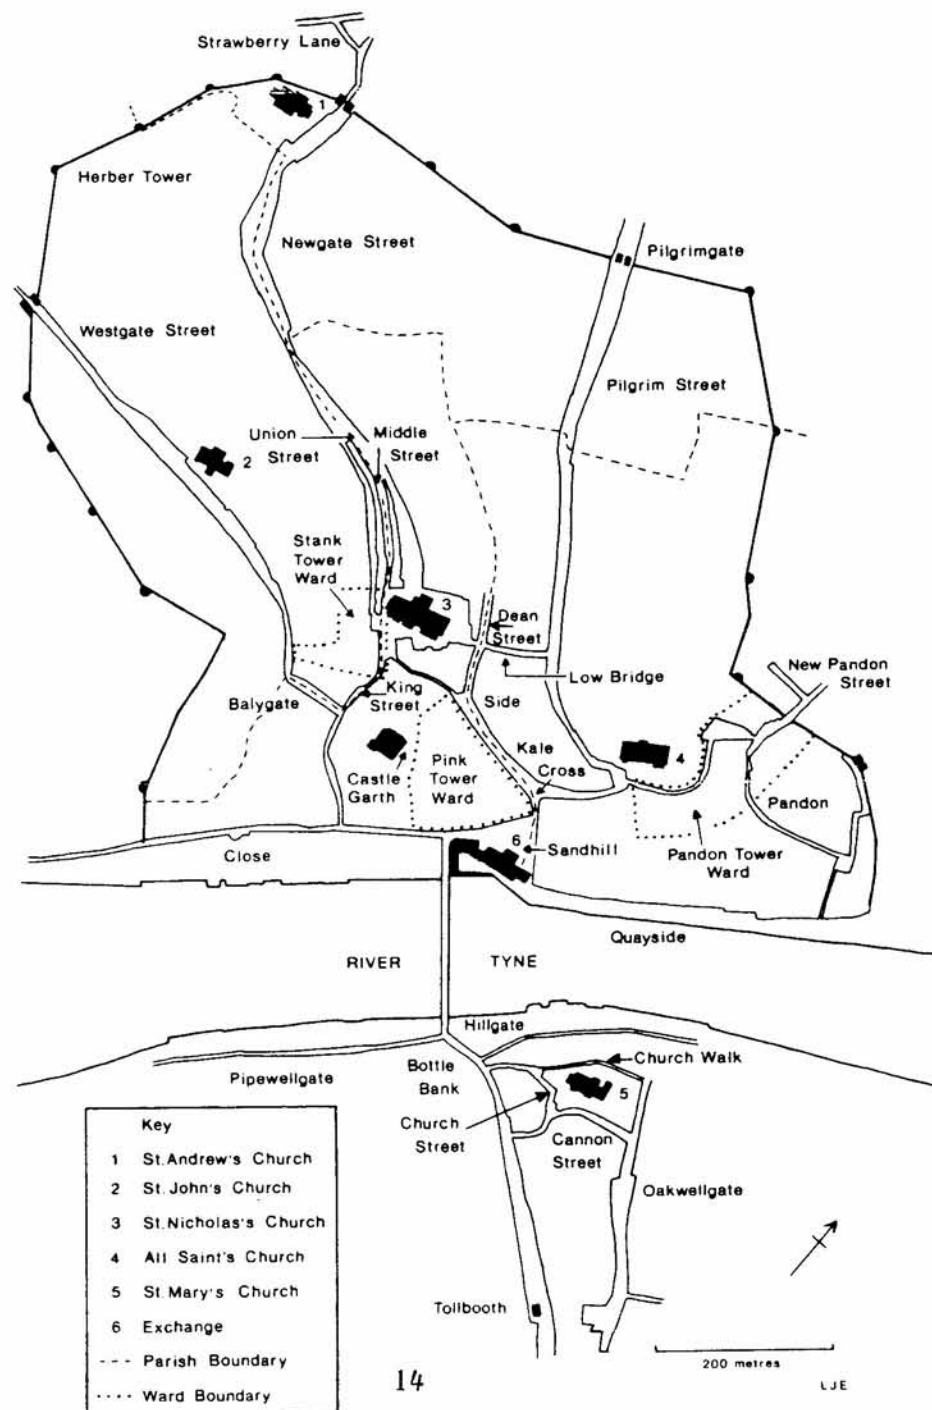 Strawberry Lane
1
Herber Tower
Newgate Street
Pilgrimgate
Westgate Street
Pilgrim Street
Union
Street
Middle
Street
2
Stank
Tower
Ward
3
Dean
Street
Low Bridge
New Pandon
Street
King
Street
Balygate
Side
Kale
Cross
4
Castle
Garth
Pink
Tower
Ward
Pandon
6
Sandhill
Pandon Tower
Ward
Close
Quayside
RIVER TYNE
Hillgate
Church Walk
Bottle
Bank
Pipewellgate
5
Church
Street
Cannon
Street
Oakwellgate
Tollbooth
Key
1 St.Andrew's Church
2 St.John's Church
3 St.Nicholas's Church
4 All Saint's Church
5 St.Mary's Church
6 Exchange
Parish Boundary
Ward Boundary
200 metres
LJE
14